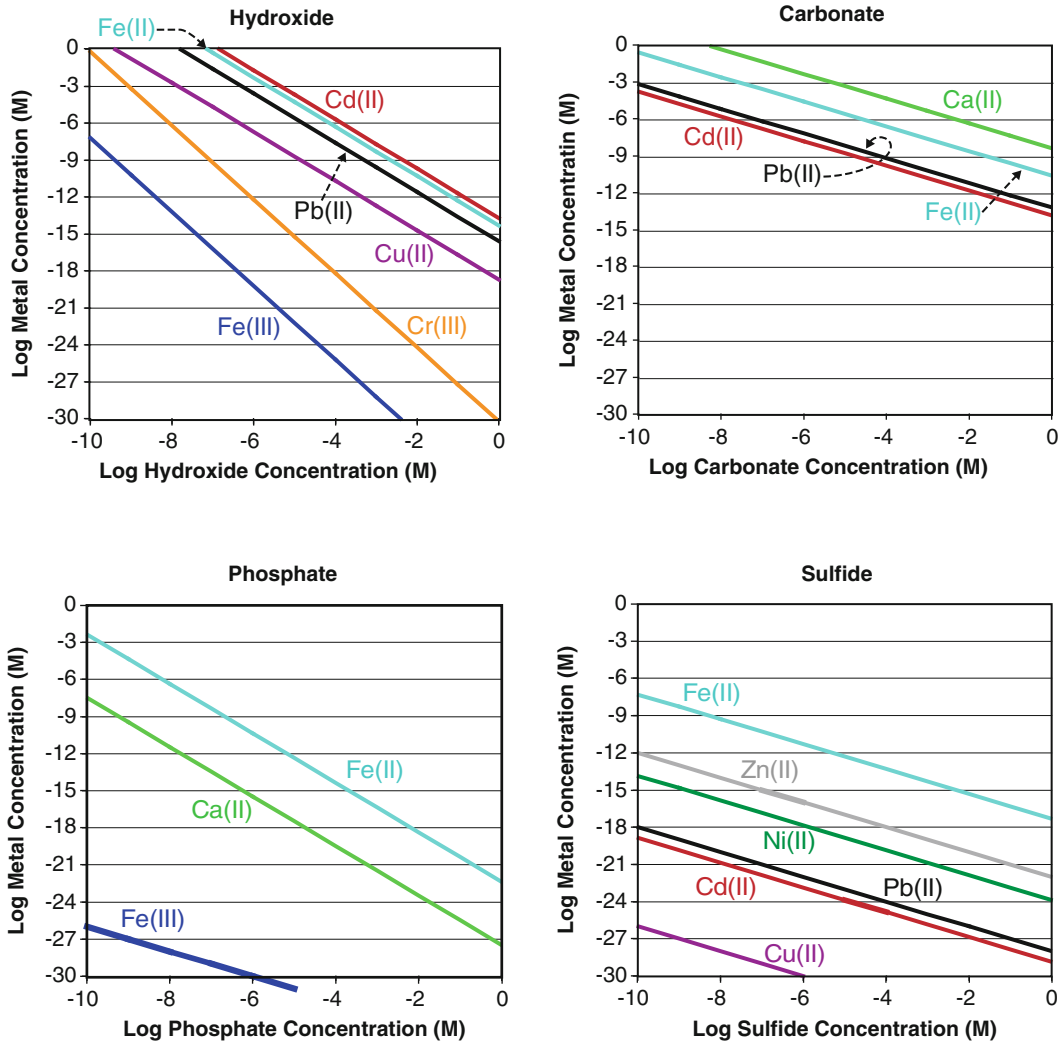 Hydroxide
Fe(II)
0
-3
-6
-9
-12
-15
-18
-21
-24
-27
-30
Log Metal Concentration (M)
Cd(II)
Pb(II)
Cu(II)
Fe(III)
Cr(III)
-10 -8 -6 -4 -2 0
Log Hydroxide Concentration (M)
Carbonate
0
-3
-6
-9
-12
-15
-18
-21
-24
-27
-30
Log Metal Concentratin (M)
Ca(II)
Cd(II)
Pb(II)
Fe(II)
-10 -8 -6 -4 -2 0
Log Carbonate Concentration (M)
Phosphate
0
-3
-6
-9
-12
-15
-18
-21
-24
-27
-30
Log Metal Concentration (M)
Fe(II)
Ca(II)
Fe(III)
-10 -8 -6 -4 -2 0
Log Phosphate Concentration (M)
Sulfide
0
-3
-6
-9
-12
-15
-18
-21
-24
-27
-30
Log Metal Concentration (M)
Fe(II)
Zn(II)
Ni(II)
Cd(II)
Pb(II)
Cu(II)
-10 -8 -6 -4 -2 0
Log Sulfide Concentration (M)